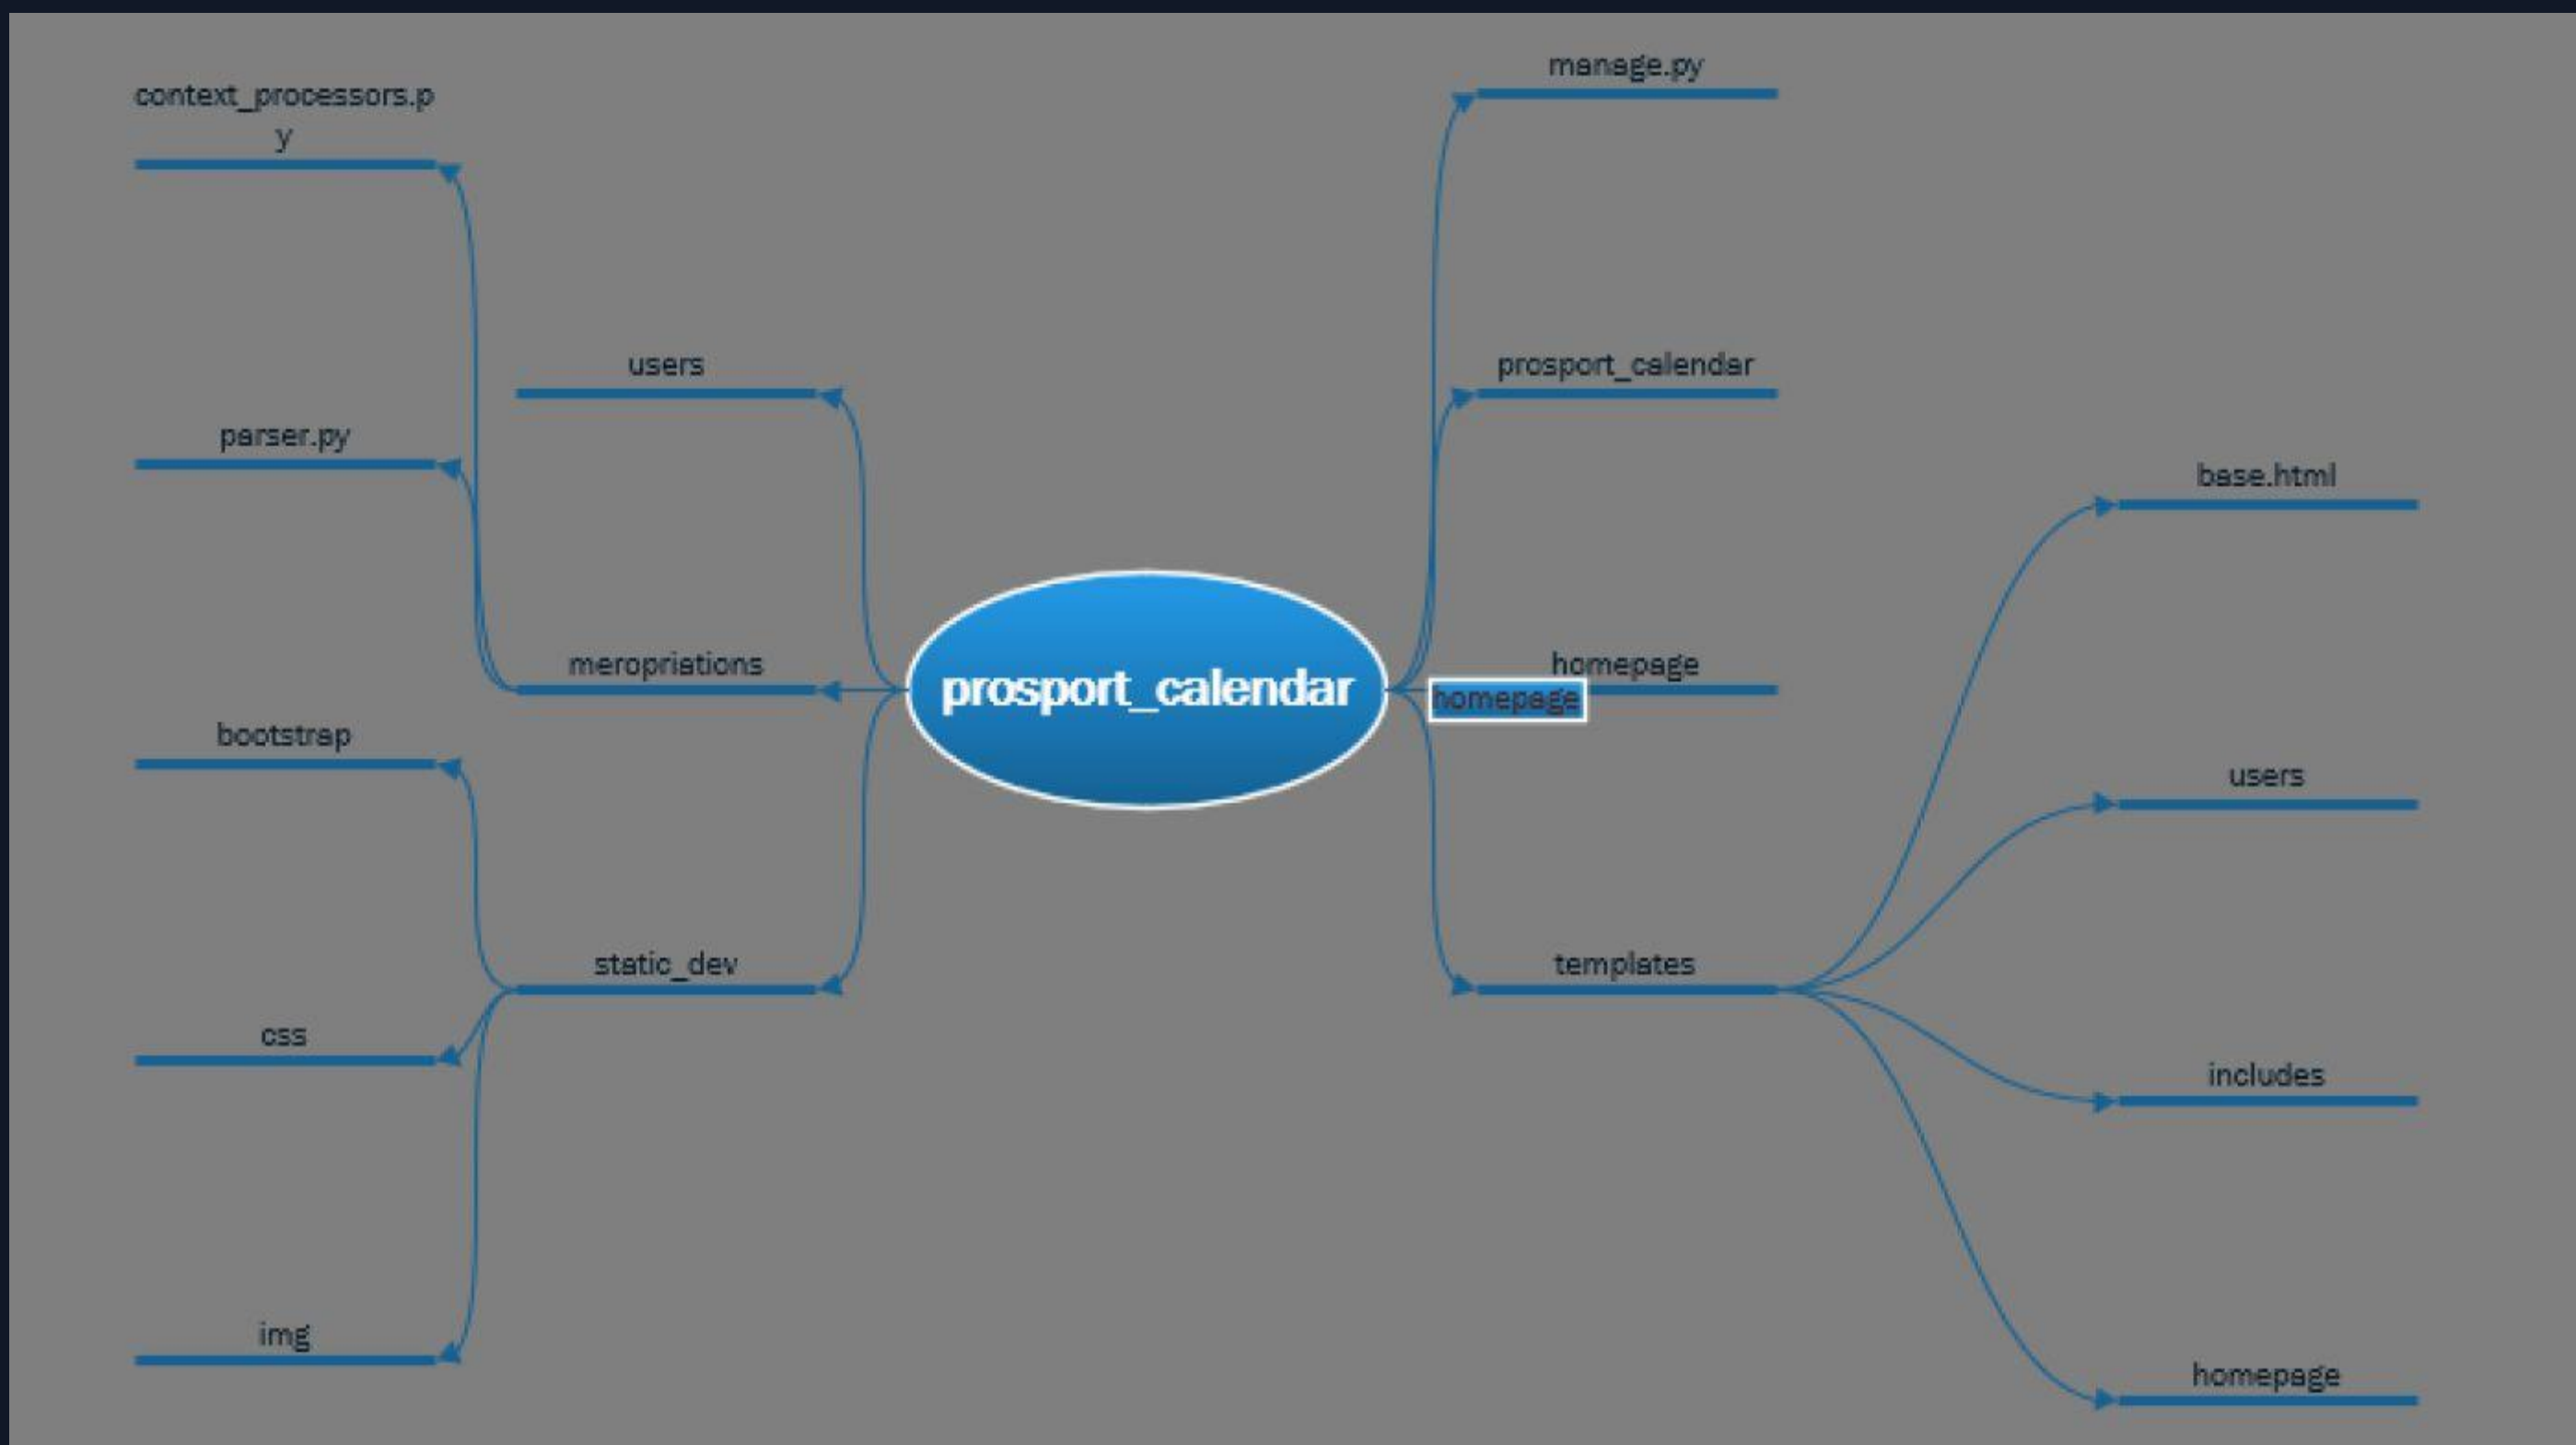 context_processors.p
y
parser.py
users
meropriations
bootstrap
static_dev
css
img
prosport_calendar
manage.py
prosport_calendar
homepage
homepage
templates
base.html
users
includes
homepage